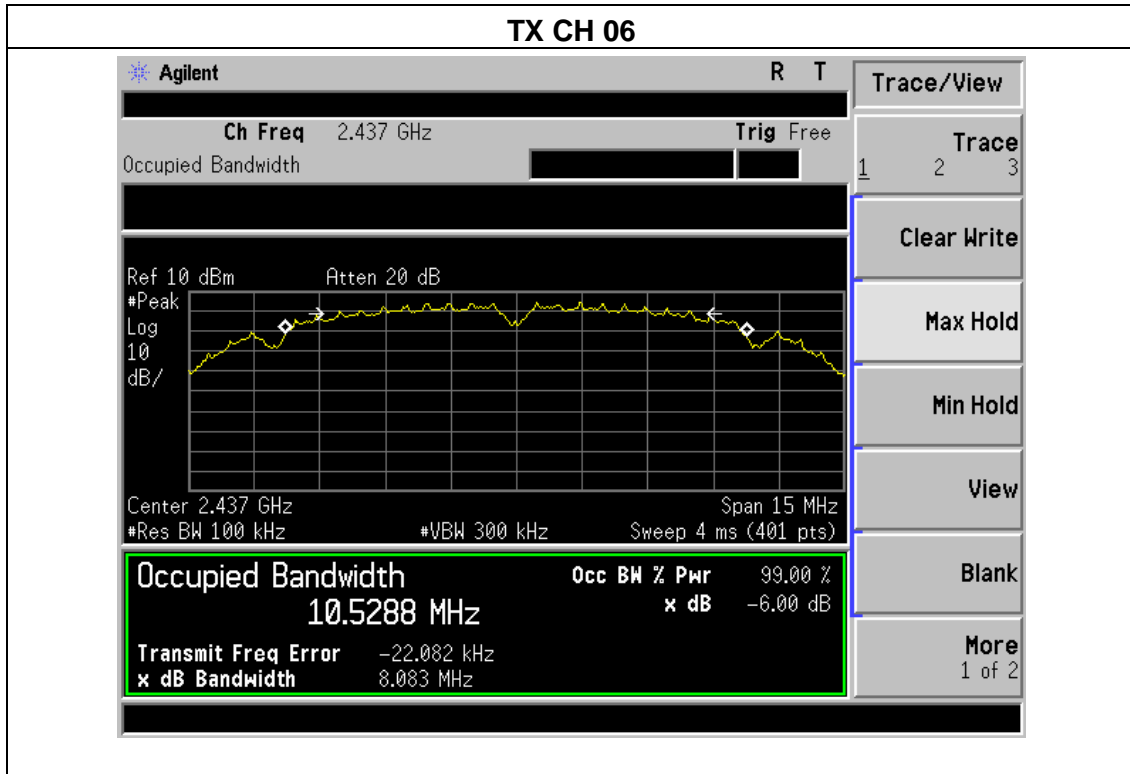 TX CH 06
Agilent R T
Trace/View
Ch Freq 2.437 GHz Trig Free
Occupied Bandwidth
Trace
1 2 3
Clear Write
Ref 10 dBm Atten 20 dB
#Peak
Log
10
dB/
Max Hold
Min Hold
View
Center 2.437 GHz Span 15 MHz
#Res BW 100 kHz #VBW 300 kHz Sweep 4 ms (401 pts)
Occupied Bandwidth Occ BW % Pwr 99.00 %
10.5288 MHz x dB -6.00 dB
Blank
Transmit Freq Error -22.082 kHz
x dB Bandwidth 8.083 MHz
More
1 of 2